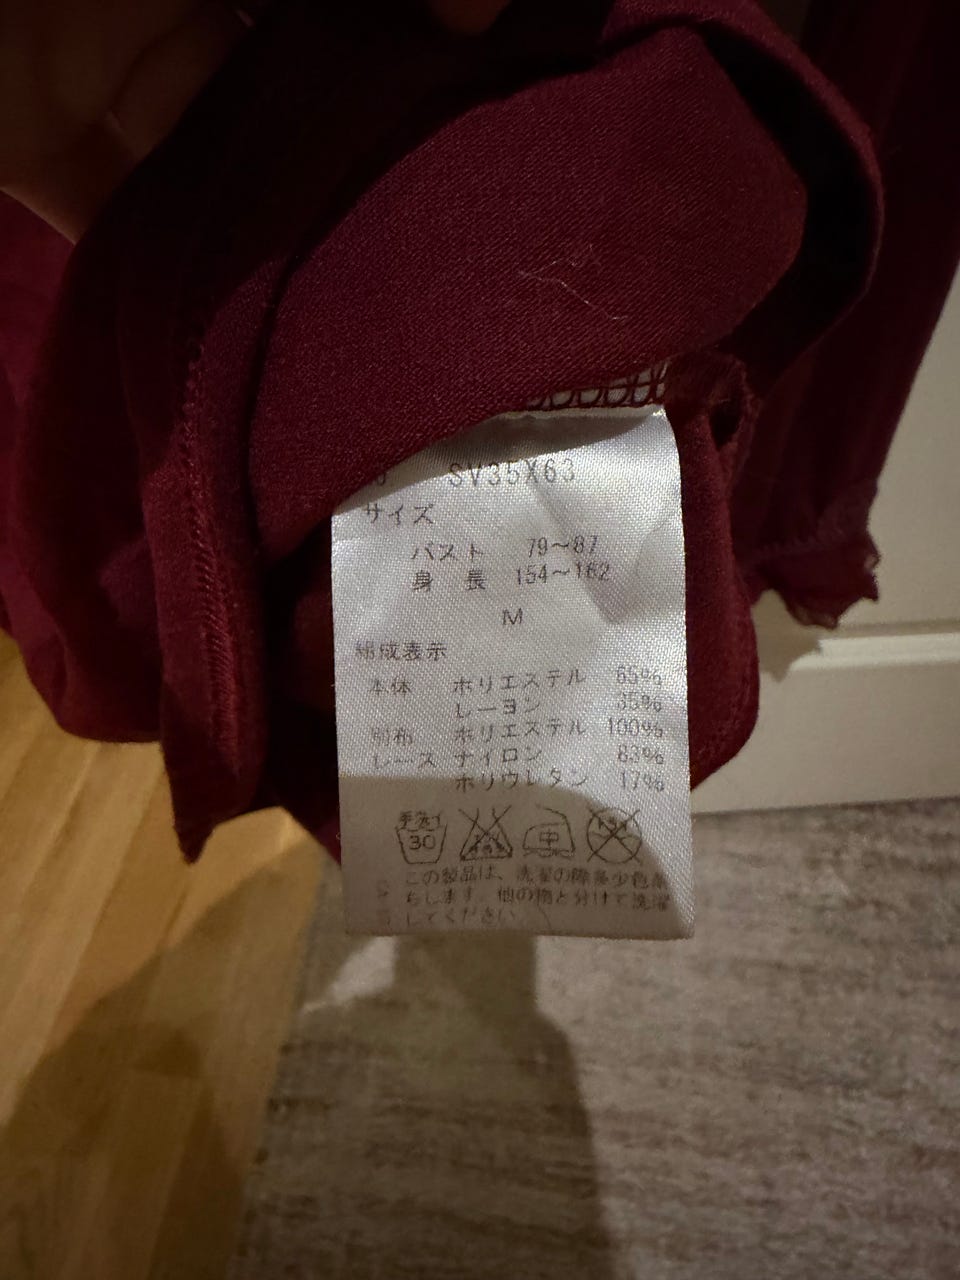 SV35X63
サイズ
バスト 79〜87
身 長 154〜162
M
組成表示
本体 ポリエステル 65%
レーヨン 35%
別布 ポリエステル 100%
レース ナイロン 83%
ポリウレタン 17%
手洗イ
30
中
この製品は、洗濯の際多少色落
ちします。他の物と分けて洗濯
してください